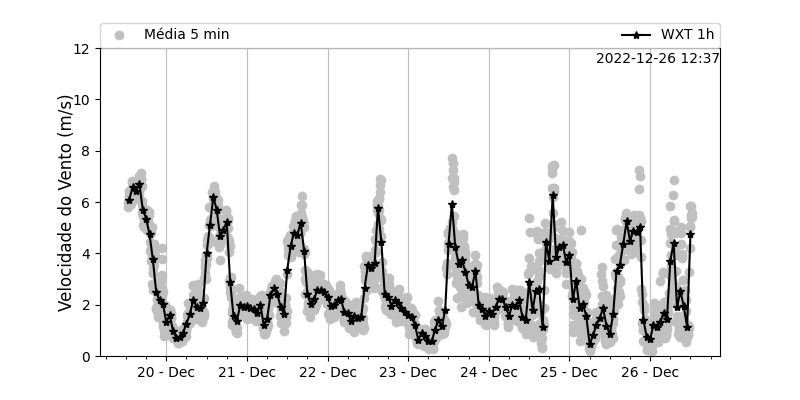 Média 5 min WXT 1h
2022-12-26 12:37
Velocidade do Vento (m/s)
12
10
8
6
4
2
0
20 - Dec 21 - Dec 22 - Dec 23 - Dec 24 - Dec 25 - Dec 26 - Dec